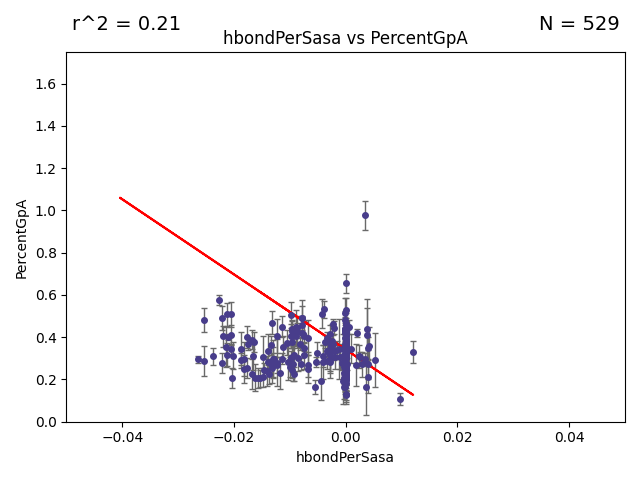 r^2 = 0.21
N = 529
hbondPerSasa vs PercentGpA
1.6
1.4
1.2
1.0
0.8
0.6
0.4
0.2
0.0
PercentGpA
−0.04 −0.02 0.00 0.02 0.04
hbondPerSasa